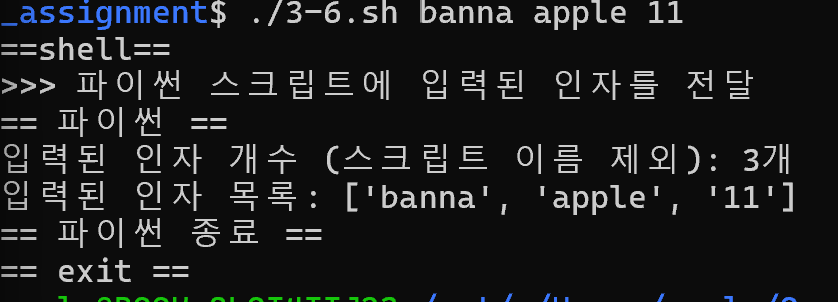 _assignment$ ./3-6.sh banna apple 11
==shell==
>>> 파이썬 스크립트에 입력된 인자를 전달
== 파이썬 ==
입력된 인자 개수 (스크립트 이름 제외): 3개
입력된 인자 목록: ['banna', 'apple', '11']
== 파이썬 종료 ==
== exit ==